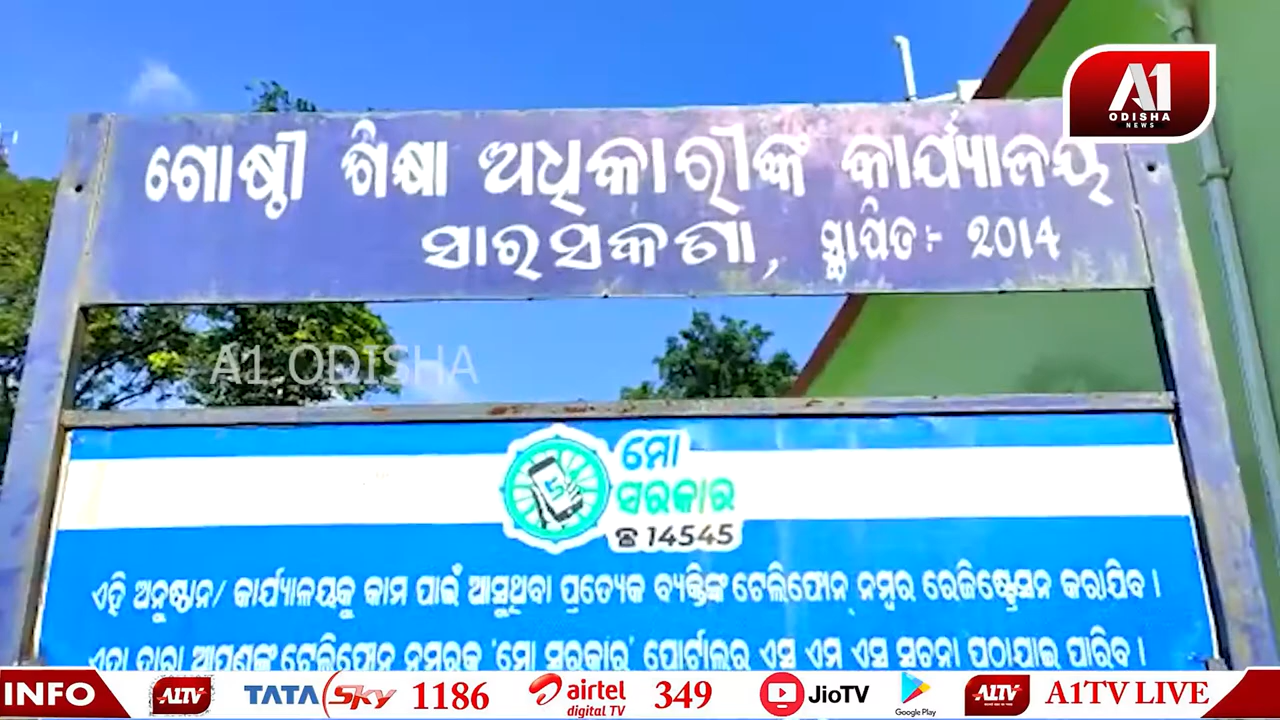 A1
ODISHA
NEWS
ଗୋଷ୍ଠୀ ଶିକ୍ଷା ଅଧିକାରୀଙ୍କ କାର୍ଯ୍ୟାଳୟ
ସାରସକଣା, ସ୍ଥାପିତ:- ୨୦୧୪
A1 ODISHA
ମୋ
ସରକାର
☎ 14545
ଏହି ଅନୁଷ୍ଠାନ/ କାର୍ଯ୍ୟାଳୟକୁ କାମ ପାଇଁ ଆସୁଥିବା ପ୍ରତ୍ୟେକ ବ୍ୟକ୍ତିଙ୍କ ଟେଲିଫୋନ୍ ନମ୍ବର ରେଜିଷ୍ଟ୍ରେସନ କରାଯିବ ।
ଏହା ଦ୍ୱାରା ଆପଣଙ୍କ ଟେଲିଫୋନ ନମ୍ବରକୁ 'ମୋ ସରକାର' ପୋର୍ଟାଲରୁ ଏସ ଏମ ଏସ ସୂଚନା ପଠାଯାଇ ପାରିବ ।
INFO A1TV TATA Sky 1186 airtel digital TV 349 JioTV Google Play A1TV A1TV LIVE